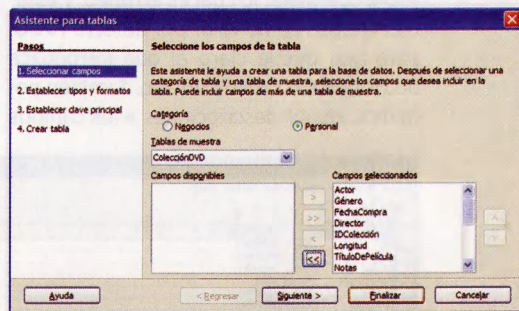 Asistente para tablas
Pasos
1. Seleccionar campos
2. Establecer tipos y formatos
3. Establecer clave principal
4. Crear tabla
Seleccione los campos de la tabla
Este asistente le ayuda a crear una tabla para la base de datos. Después de seleccionar una
categoría de tabla y una tabla de muestra, seleccione los campos que desea incluir en la
tabla. Puede incluir campos de más de una tabla de muestra.
Categoría
Negocios
Personal
Tablas de muestra
ColecciónDVD
Campos disponibles
Campos seleccionados
>
>>
<
<<
Actor
Género
FechaCompra
Director
IDColección
Longitud
TítuloDePelícula
Notas
Ayuda
< Regresar
Siguiente >
Finalizar
Cancelar